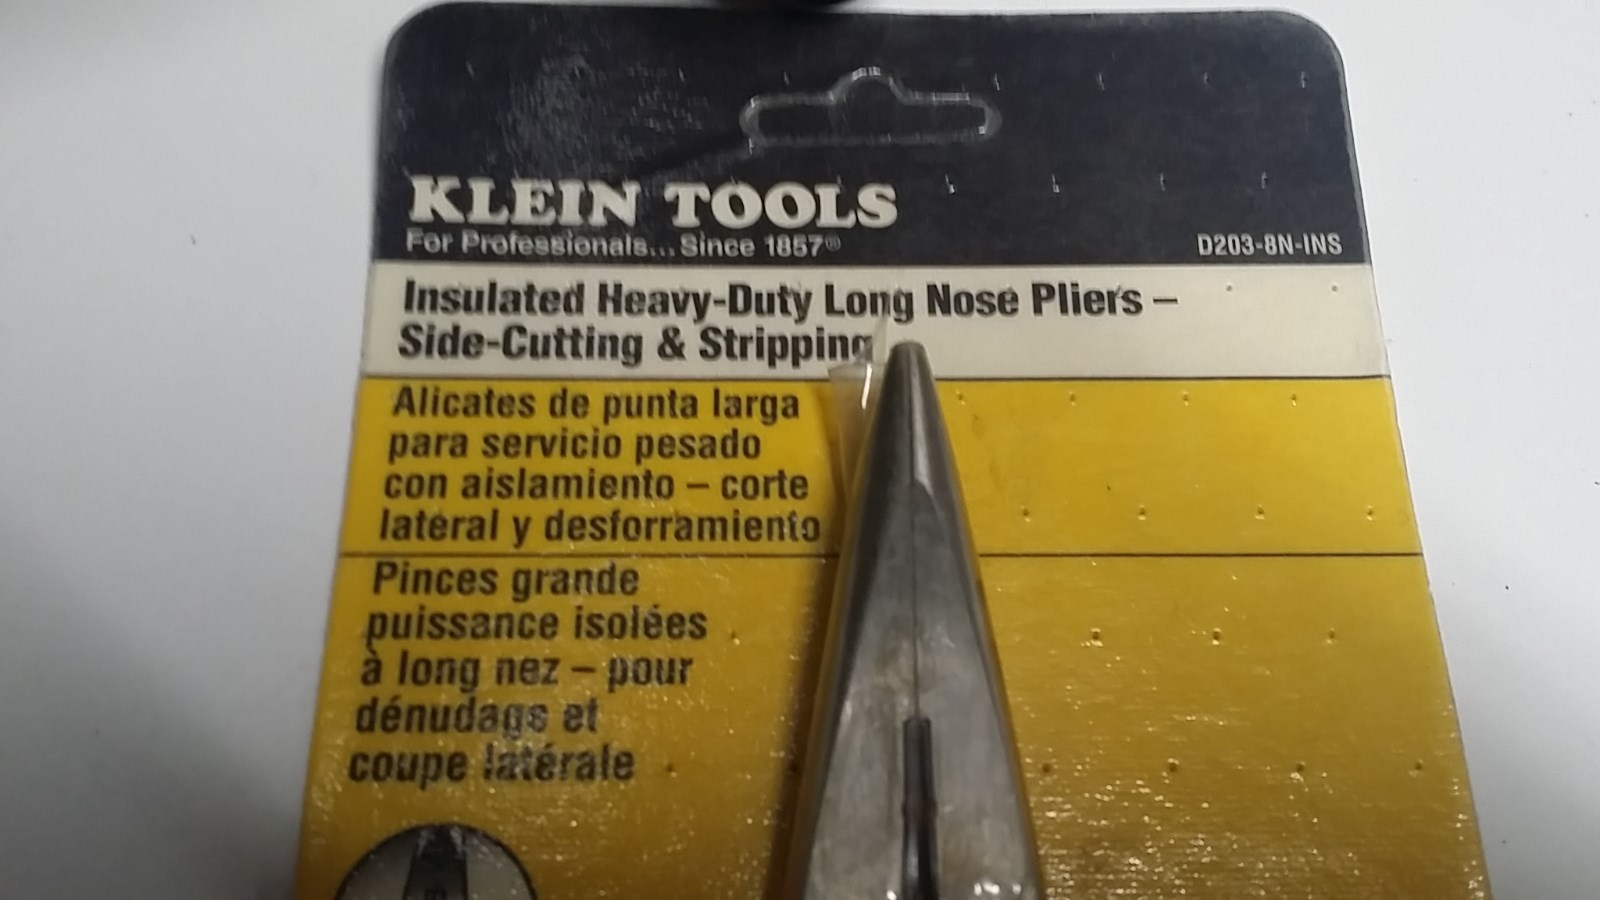 KLEIN TOOLS
For Professionals... Since 1857®
D203-8N-INS
Insulated Heavy-Duty Long Nose Pliers –
Side-Cutting & Stripping
Alicates de punta larga
para servicio pesado
con aislamiento – corte
lateral y desforramiento
Pinces grande
puissance isolées
à long nez – pour
dénudage et
coupe latérale